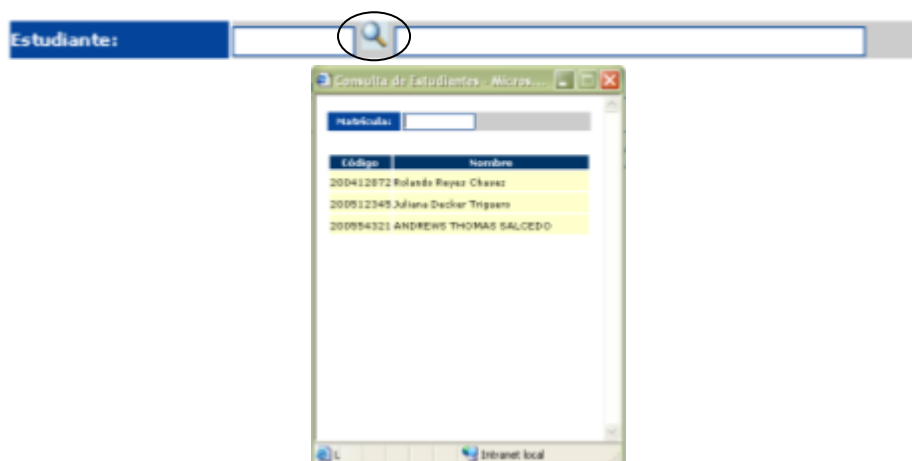 Estudiante:
Consulta de Estudiantes - Micros...
Matrícula:
Código Nombre
200412872 Rolando Reyes Chavez
200512345 Juliana Decker Triguero
200554321 ANDREWS THOMAS SALCEDO
L Intranet local